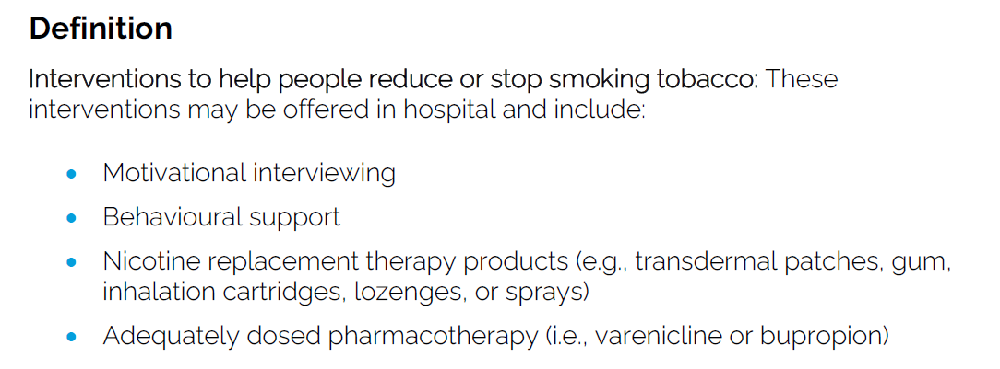 Definition
Interventions to help people reduce or stop smoking tobacco: These
interventions may be offered in hospital and include:
• Motivational interviewing
• Behavioural support
• Nicotine replacement therapy products (e.g., transdermal patches, gum,
inhalation cartridges, lozenges, or sprays)
• Adequately dosed pharmacotherapy (i.e., varenicline or bupropion)